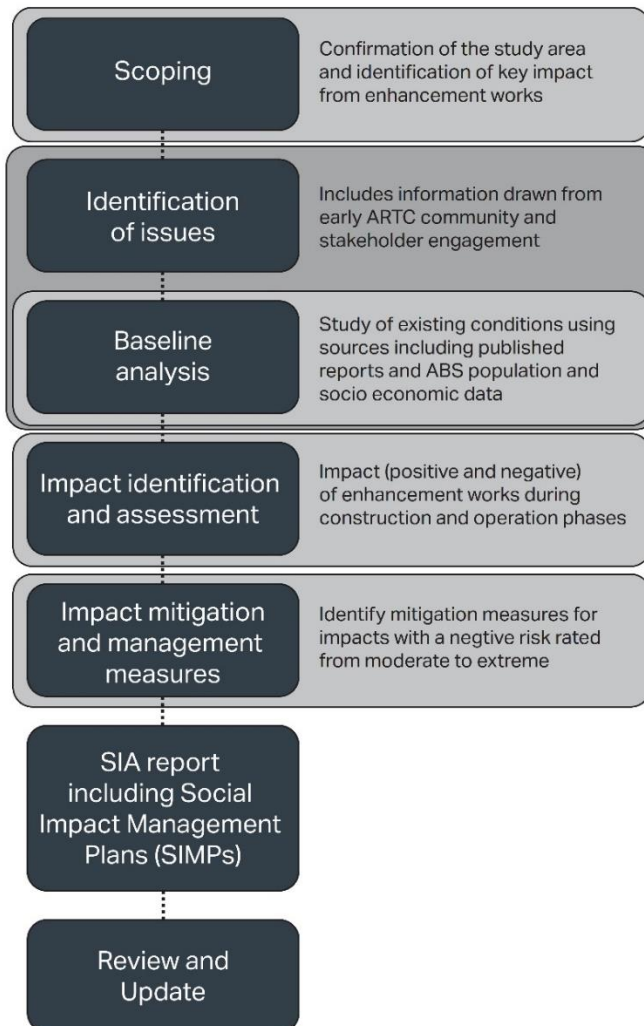 Scoping
Confirmation of the study area
and identification of key impact
from enhancement works
Identification
of issues
Includes information drawn from
early ARTC community and
stakeholder engagement
Baseline
analysis
Study of existing conditions using
sources including published
reports and ABS population and
socio economic data
Impact identification
and assessment
Impact (positive and negative)
of enhancement works during
construction and operation phases
Impact mitigation
and management
measures
Identify mitigation measures for
impacts with a negtive risk rated
from moderate to extreme
SIA report
including Social
Impact Management
Plans (SIMPs)
Review and
Update